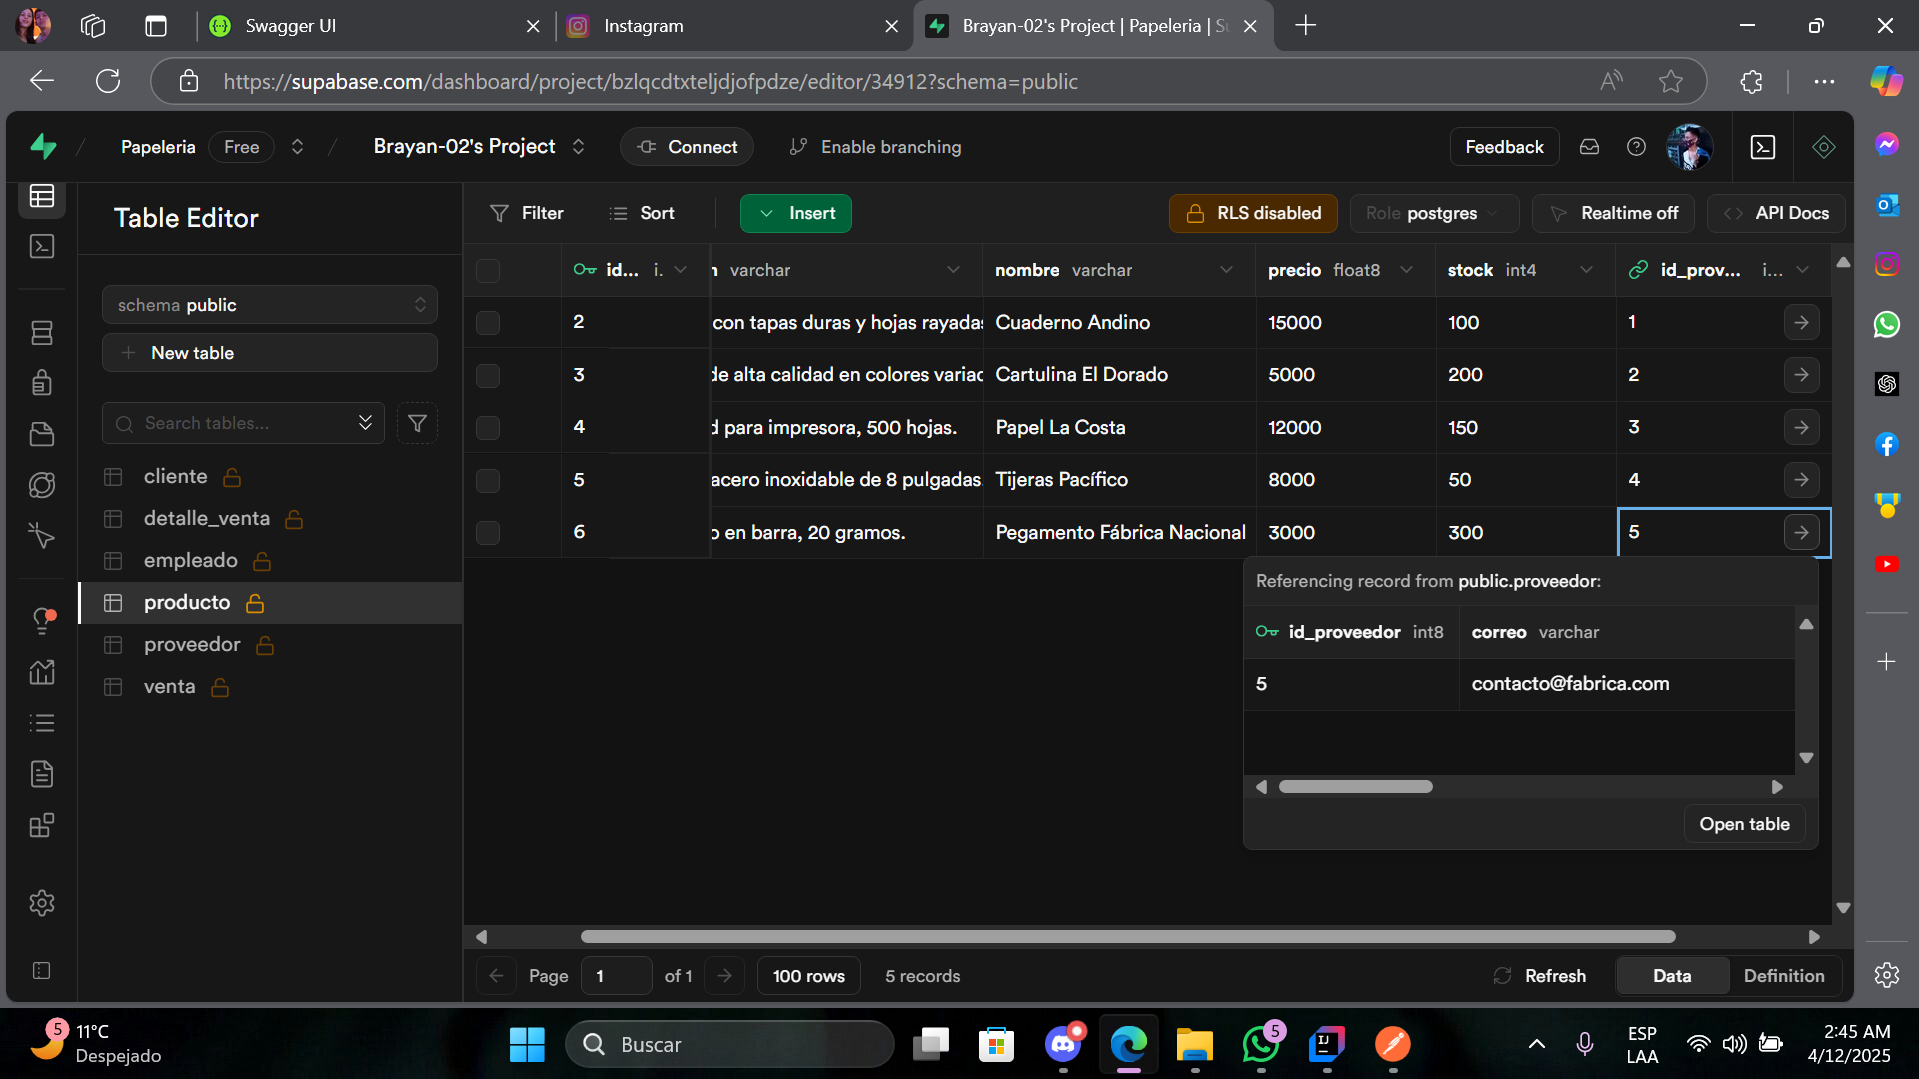 Swagger UI
Instagram
Brayan-02's Project | Papeleria | Su
https://supabase.com/dashboard/project/bzlqcdtxteljdjofpdze/editor/34912?schema=public
Papeleria
Free
Brayan-02's Project
Connect
Enable branching
Feedback
Table Editor
Filter
Sort
Insert
RLS disabled
Role postgres
Realtime off
API Docs
schema public
New table
Search tables...
cliente
detalle_venta
empleado
producto
proveedor
venta
id... i. n varchar nombre varchar precio float8 stock int4 id_prov... i...
2 con tapas duras y hojas rayadas Cuaderno Andino 15000 100 1
3 de alta calidad en colores variad Cartulina El Dorado 5000 200 2
4 d para impresora, 500 hojas. Papel La Costa 12000 150 3
5 acero inoxidable de 8 pulgadas. Tijeras Pacífico 8000 50 4
6 o en barra, 20 gramos. Pegamento Fábrica Nacional 3000 300 5
Referencing record from public.proveedor:
id_proveedor int8 correo varchar
5 contacto@fabrica.com
Open table
Page 1 of 1
100 rows
5 records
Refresh
Data
Definition
5
11°C
Despejado
Buscar
5
ESP
LAA
2:45 AM
4/12/2025